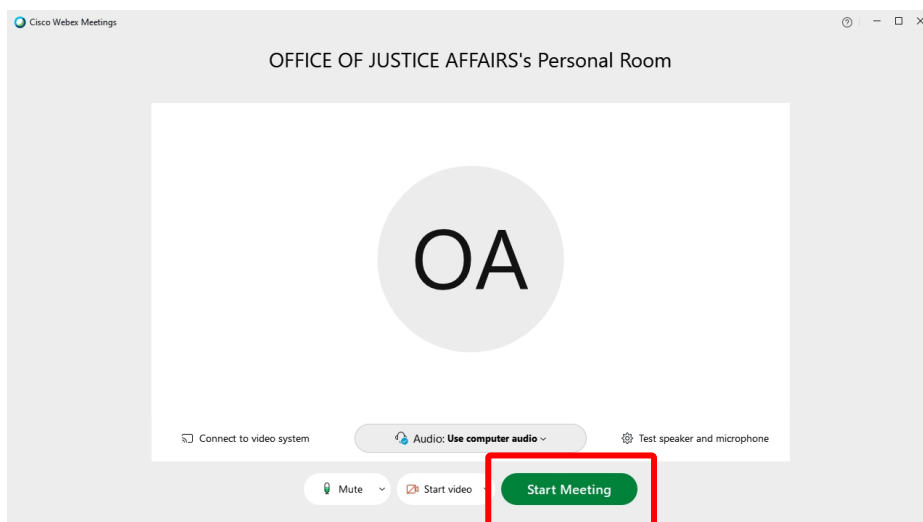 Cisco Webex Meetings
OFFICE OF JUSTICE AFFAIRS's Personal Room
OA
Connect to video system
Audio: Use computer audio
Test speaker and microphone
Mute
Start video
Start Meeting